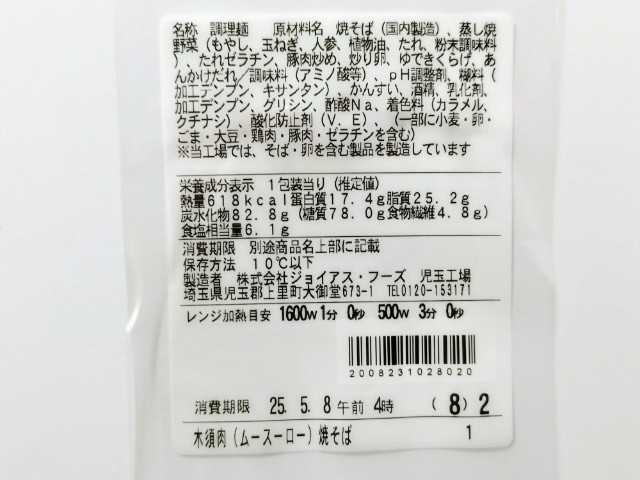 名称 調理麺 原材料名 焼そば(国内製造)、蒸し焼
野菜(もやし、玉ねぎ、人参、植物油、たれ、粉末調味料
)、たれゼラチン、豚肉炒め、炒り卵、ゆできくらげ、あ
んかけだれ/調味料(アミノ酸等)、pH調整剤、糊料(
加工デンプン、キサンタン)、かんすい、酒精、乳化剤、
加工デンプン、グリシン、酢酸Na、着色料(カラメル、
クチナシ)、酸化防止剤(V.E)、(一部に小麦・卵・
ごま・大豆・鶏肉・豚肉・ゼラチンを含む)
※当工場では、そば・卵を含む製品を製造しています
栄養成分表示 1包装当り(推定値)
熱量618kcal蛋白質17.4g脂質25.2g
炭水化物82.8g(糖質78.0g食物繊維4.8g)
食塩相当量6.1g
消費期限 別途商品名上部に記載
保存方法 10℃以下
製造者 株式会社ジョイアス・フーズ 児玉工場
埼玉県児玉郡上里町大御堂673-1 TEL0120-153171
レンジ加熱目安 1600W 1分 0秒 500W 3分 0秒
2008231028020
消費期限 25.5.8 午前 4時 (8)2
木須肉(ムースーロー)焼そば 1